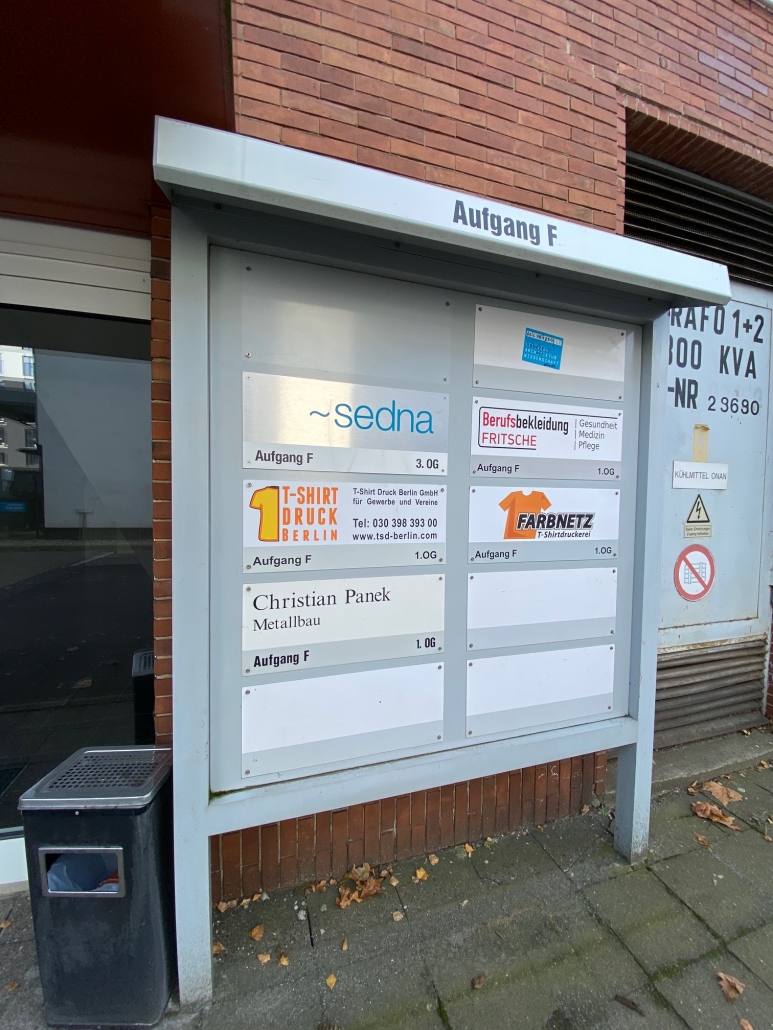 Aufgang F
~sedna
Aufgang F 3. OG
1 T-SHIRT
DRUCK
BERLIN
T-Shirt Druck Berlin GmbH
für Gewerbe und Vereine
Tel: 030 398 393 00
www.tsd-berlin.com
Aufgang F 1.OG
Christian Panek
Metallbau
Aufgang F 1. OG
Berufsbekleidung
FRITSCHE
Gesundheit
Medizin
Pflege
Aufgang F 1.OG
FARBNETZ
T-Shirtdruckerei
Aufgang F 1.OG
RAFO 1+2
KVA
-NR 23690
KÜHLMITTEL ONAN